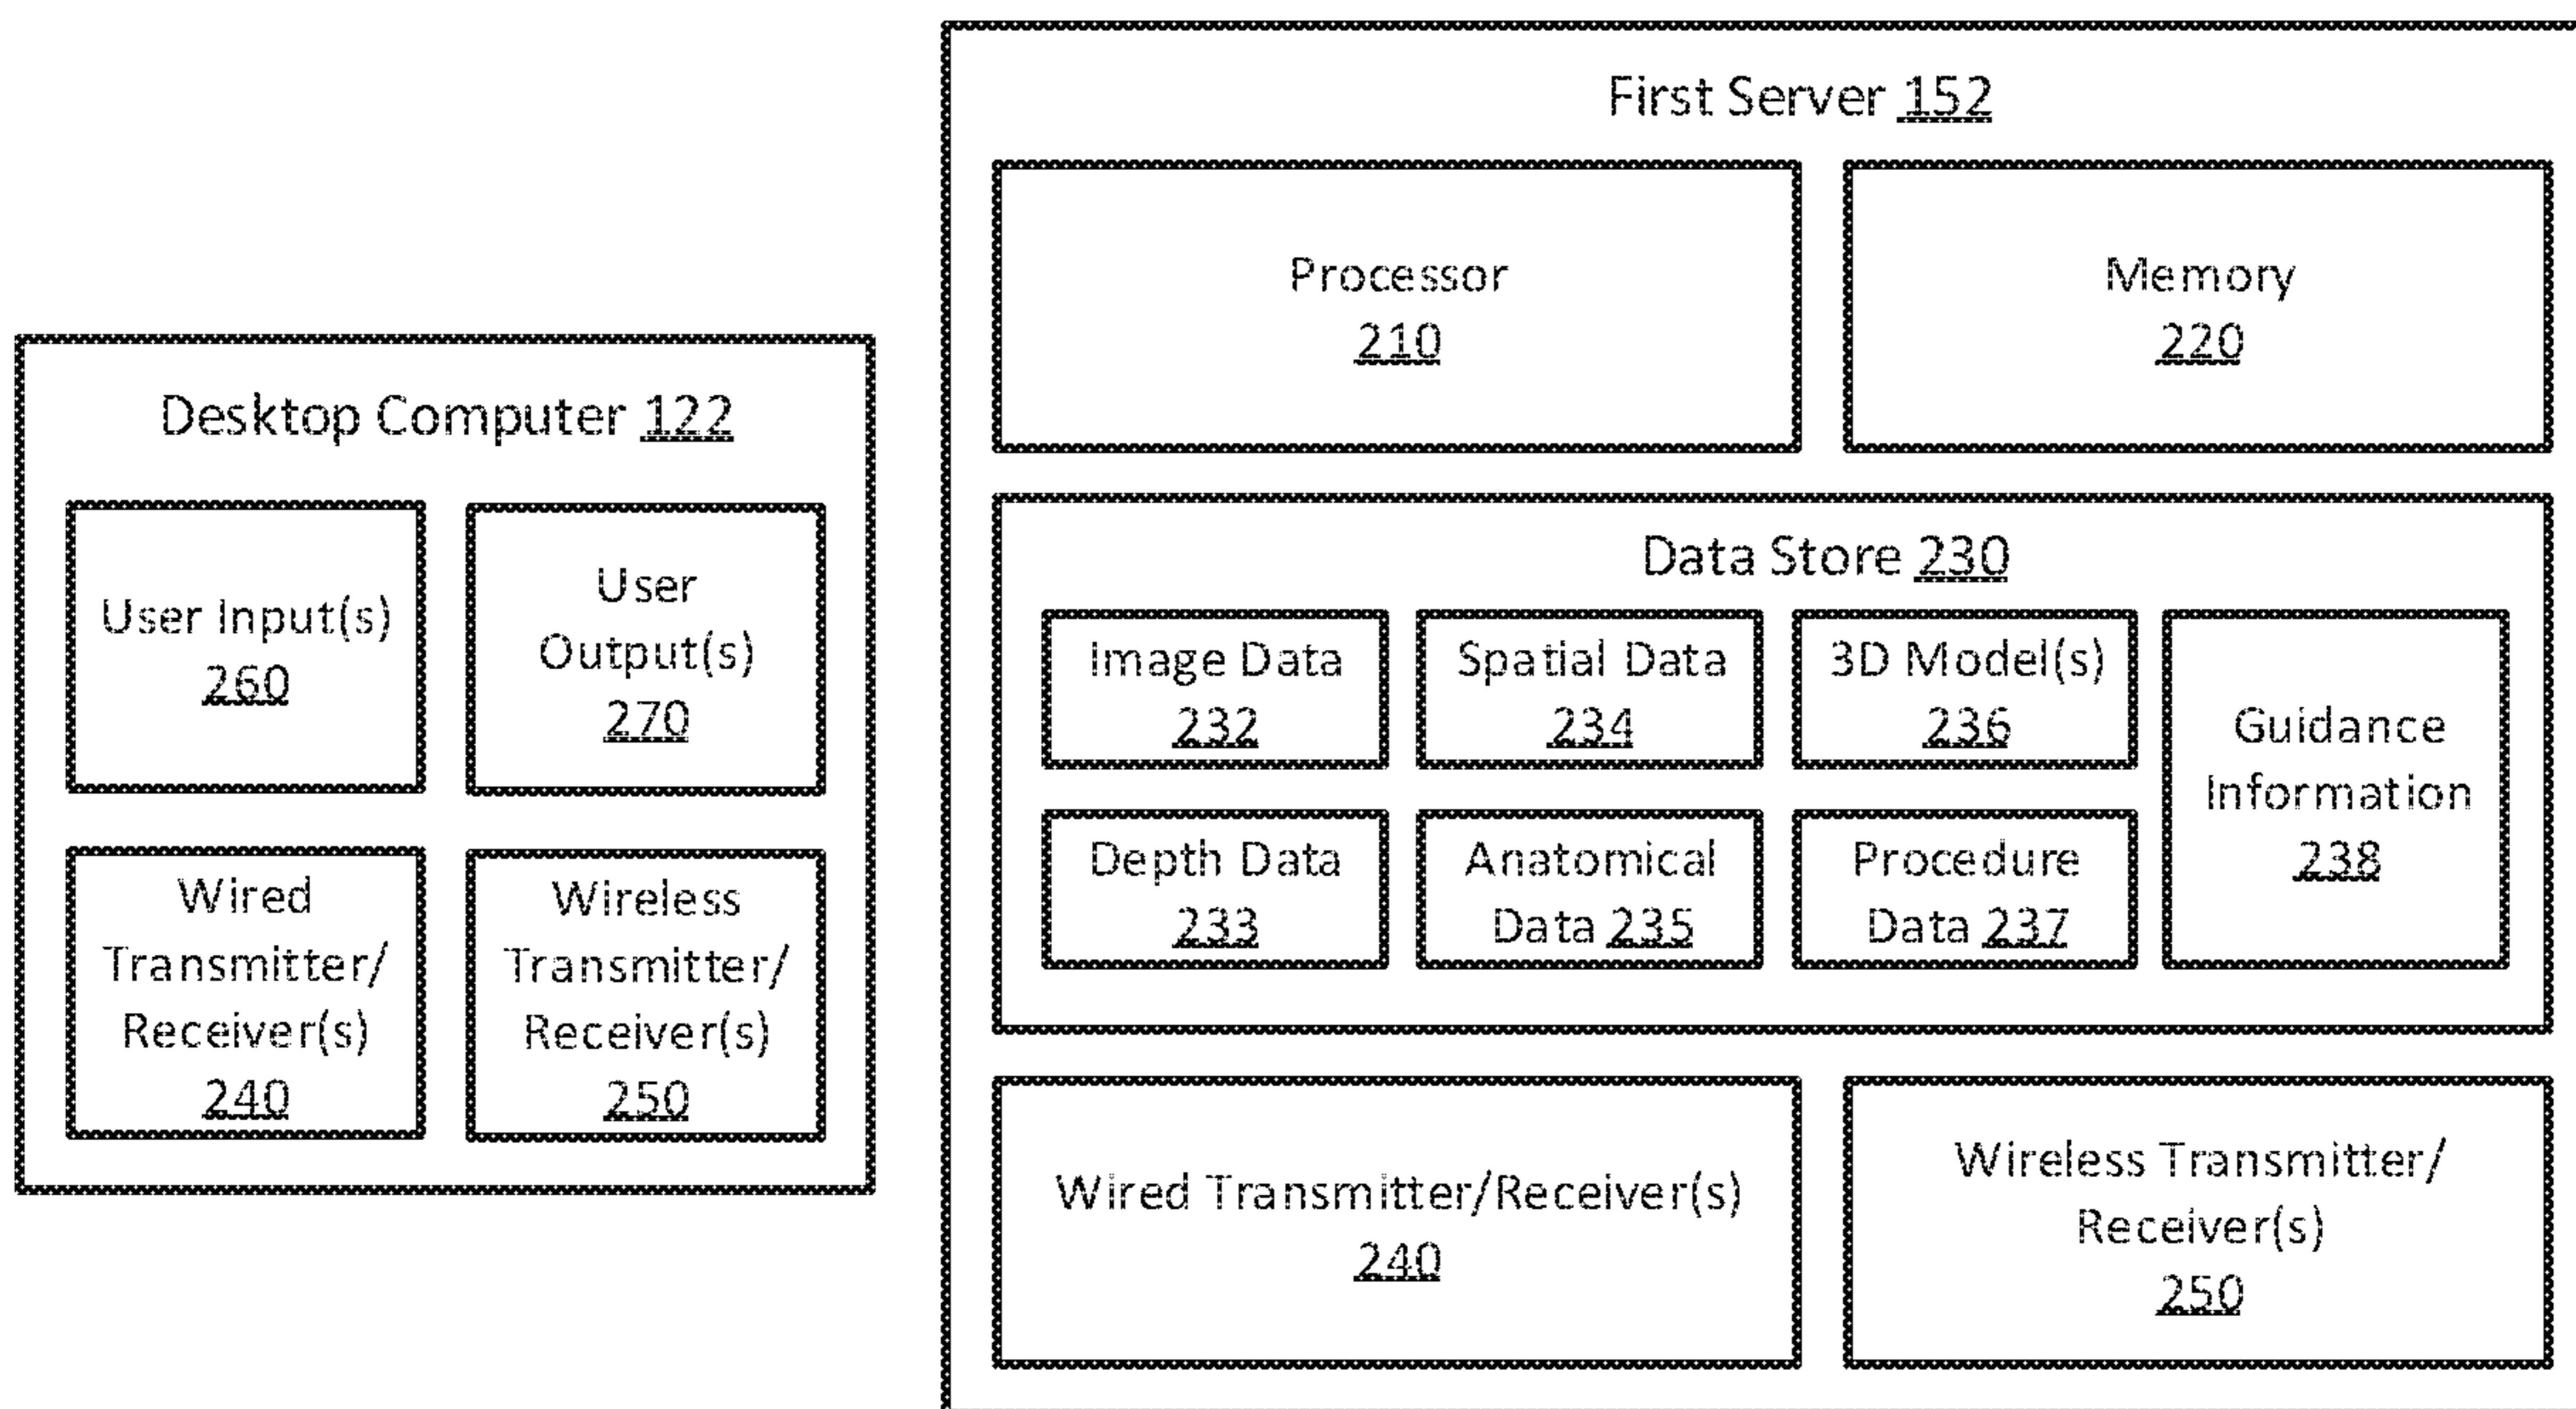 Desktop Computer 122
User Input(s)
260
User
Output(s)
270
Wired
Transmitter/
Receiver(s)
240
Wireless
Transmitter/
Receiver(s)
250
First Server 152
Processor
210
Memory
220
Data Store 230
Image Data
232
Spatial Data
234
3D Model(s)
236
Guidance
Information
238
Depth Data
233
Anatomical
Data 235
Procedure
Data 237
Wired Transmitter/Receiver(s)
240
Wireless Transmitter/
Receiver(s)
250